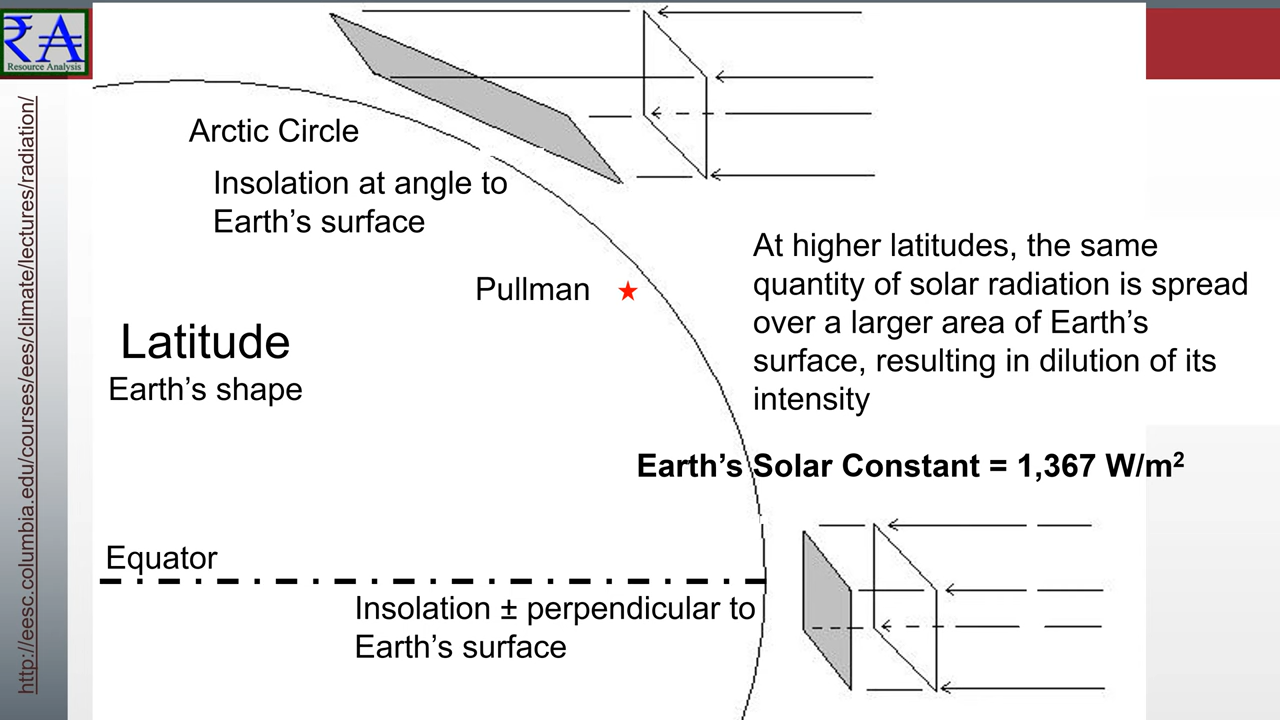 ₹A
Resource Analysis
http://eesc.columbia.edu/courses/ees/climate/lectures/radiation/
Arctic Circle
Insolation at angle to
Earth’s surface
Pullman
At higher latitudes, the same
quantity of solar radiation is spread
over a larger area of Earth’s
surface, resulting in dilution of its
intensity
Latitude
Earth’s shape
Earth’s Solar Constant = 1,367 W/m²
Equator
Insolation ± perpendicular to
Earth’s surface